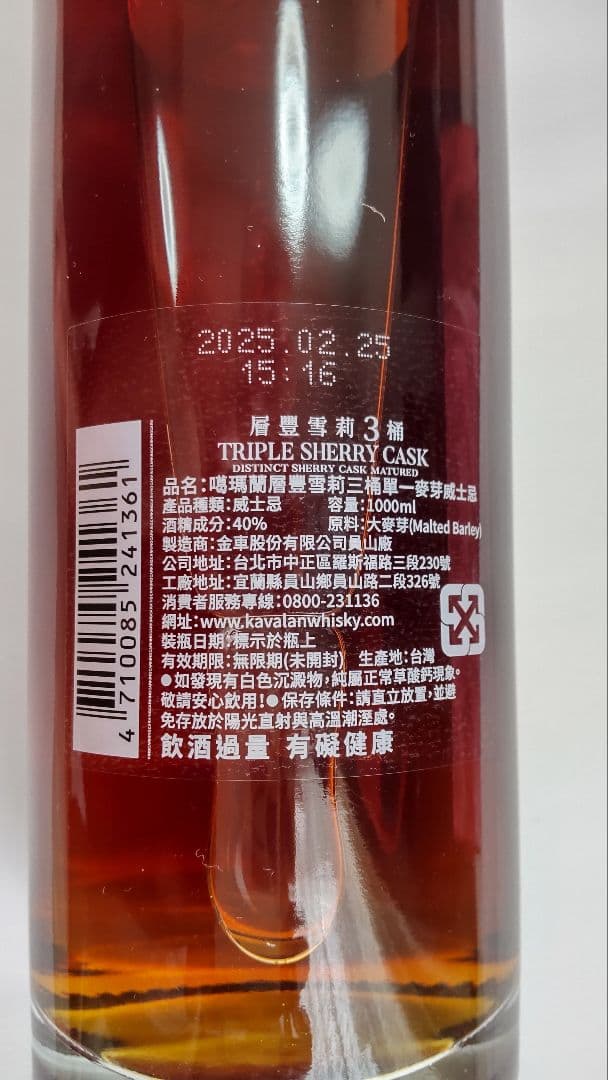 2025.02.25
15:16
層豐雪莉3桶
TRIPLE SHERRY CASK
DISTINCT SHERRY CASK MATURED
品名:噶瑪蘭層豐雪莉三桶單一麥芽威士忌
產品種類:威士忌 容量:1000ml
酒精成分:40% 原料:大麥芽(Malted Barley)
製造商:金車股份有限公司員山廠
公司地址:台北市中正區羅斯福路三段230號
工廠地址:宜蘭縣員山鄉員山路二段326號
消費者服務專線:0800-231136
網址:www.kavalanwhisky.com
裝瓶日期:標示於瓶上
有效期限:無限期(未開封) 生產地:台灣
●如發現有白色沉澱物,純屬正常草酸鈣現象。
敬請安心飲用!●保存條件:請直立放置,並避
免存放於陽光直射與高溫潮溼處。
飲酒過量 有礙健康
4 710085 241361